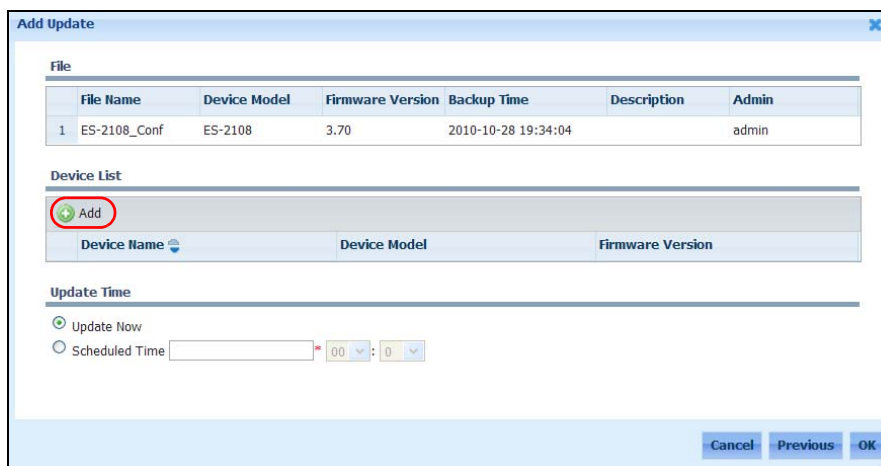 Add Update
File
File Name Device Model Firmware Version Backup Time Description Admin
1 ES-2108_Conf ES-2108 3.70 2010-10-28 19:34:04 admin
Device List
Add
Device Name Device Model Firmware Version
Update Time
Update Now
Scheduled Time * 00 : 0
Cancel Previous OK